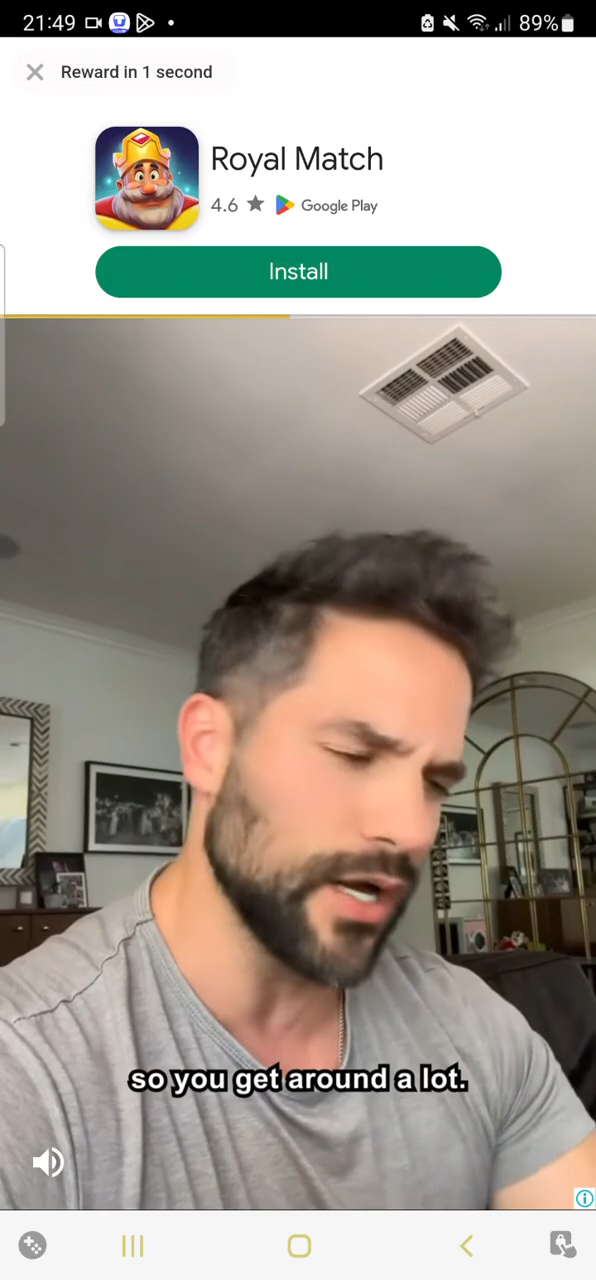 21:49
89%
Reward in 1 second
Royal Match
4.6 ★ Google Play
Install
so you get around a lot.